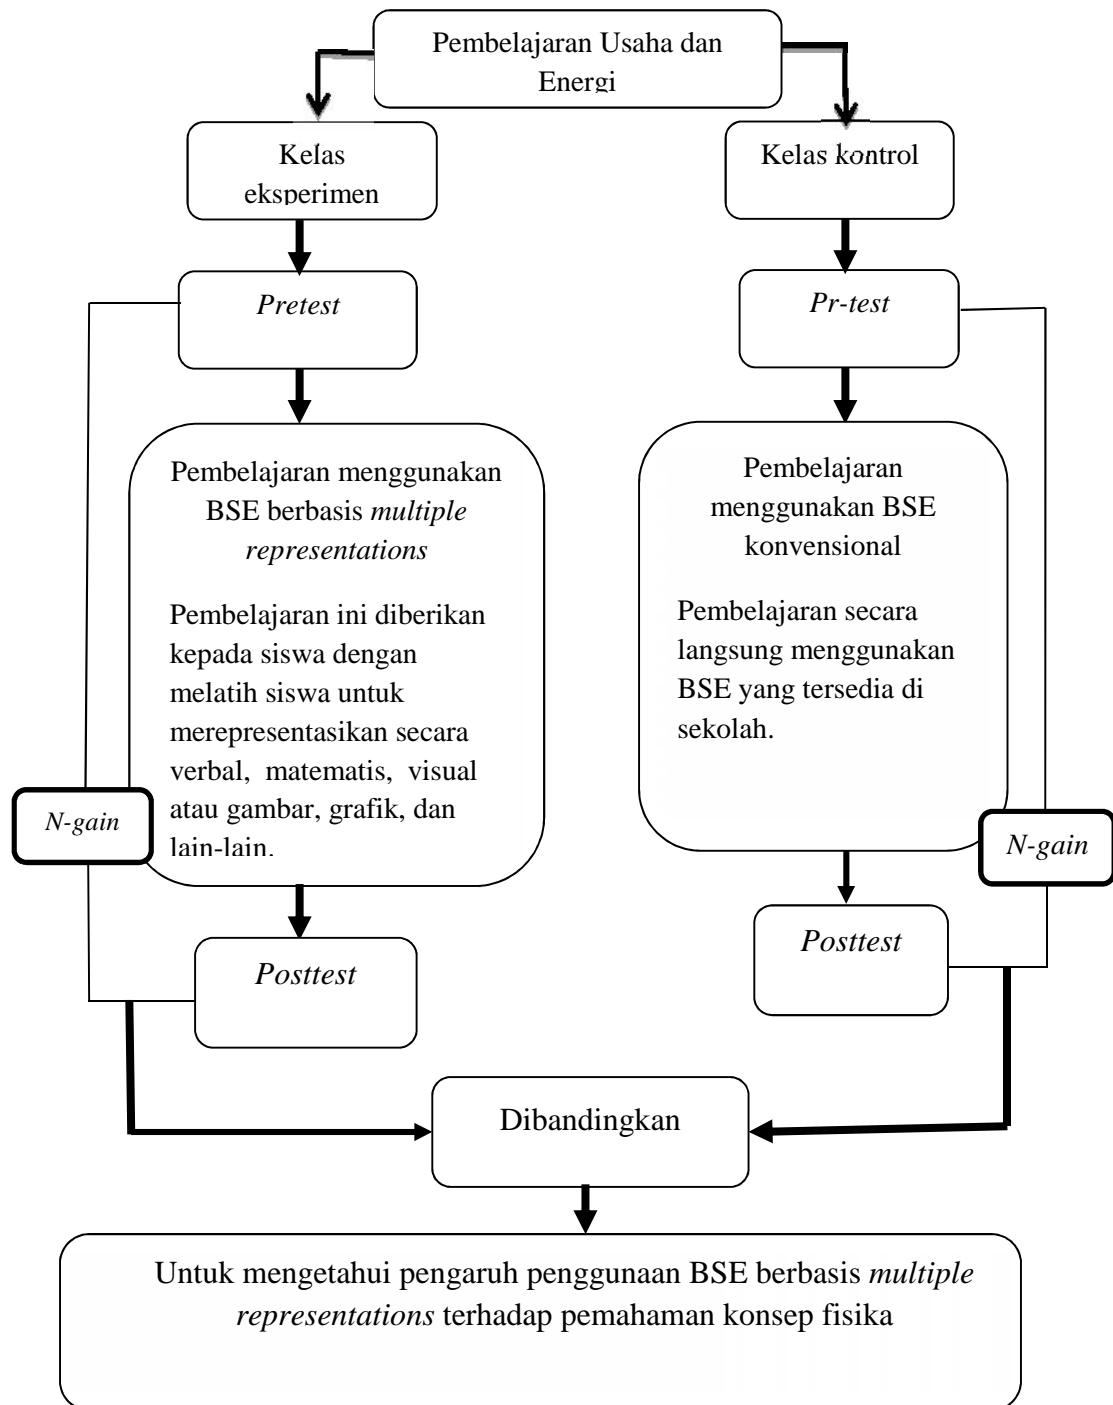 Pembelajaran Usaha dan
Energi
Kelas
eksperimen
Kelas kontrol
Pretest
Pr-test
Pembelajaran menggunakan
BSE berbasis multiple
representations
Pembelajaran ini diberikan
kepada siswa dengan
melatih siswa untuk
merepresentasikan secara
verbal, matematis, visual
atau gambar, grafik, dan
lain-lain.
Pembelajaran
menggunakan BSE
konvensional
Pembelajaran secara
langsung menggunakan
BSE yang tersedia di
sekolah.
N-gain
N-gain
Posttest
Posttest
Dibandingkan
Untuk mengetahui pengaruh penggunaan BSE berbasis multiple
representations terhadap pemahaman konsep fisika